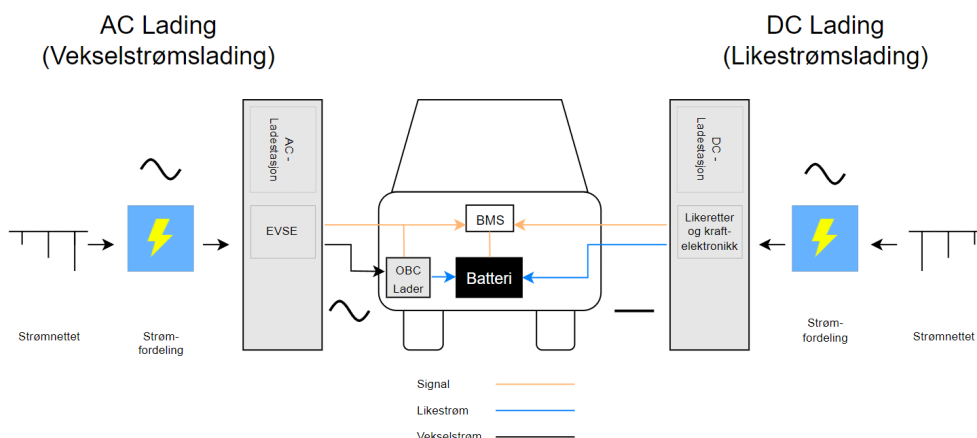 AC Lading
(Vekselstrømslading)
DC Lading
(Likestrømslading)
AC -
Ladestasjon
DC -
Ladestasjon
EVSE
BMS
Likeretter
og kraft-
elektronikk
OBC
Lader
Batteri
Strømnettet
Strøm-
fordeling
Strøm-
fordeling
Strømnettet
Signal
Likestrøm
Vekselstrøm